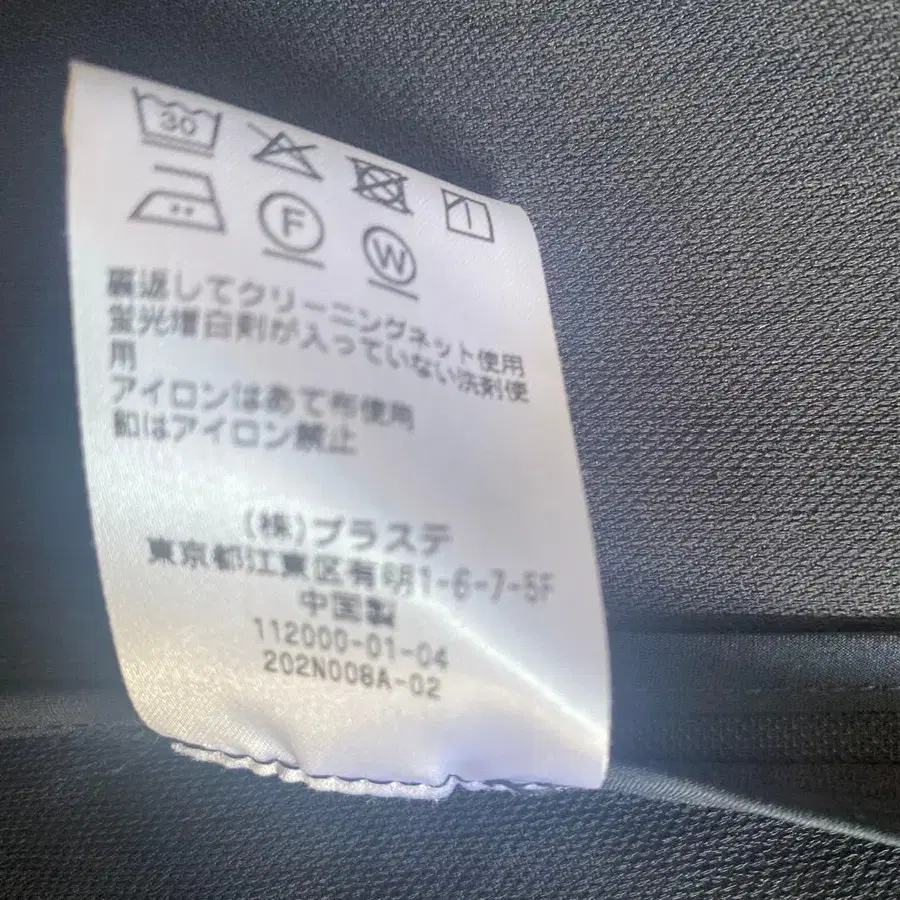 30
F
W
裏返してクリーニングネット使用
蛍光増白剤が入っていない洗剤使
用
アイロンはあて布使用
釦はアイロン禁止
(株)プラステ
東京都江東区有明1-6-7-5F
中国製
112000-01-04
202N008A-02